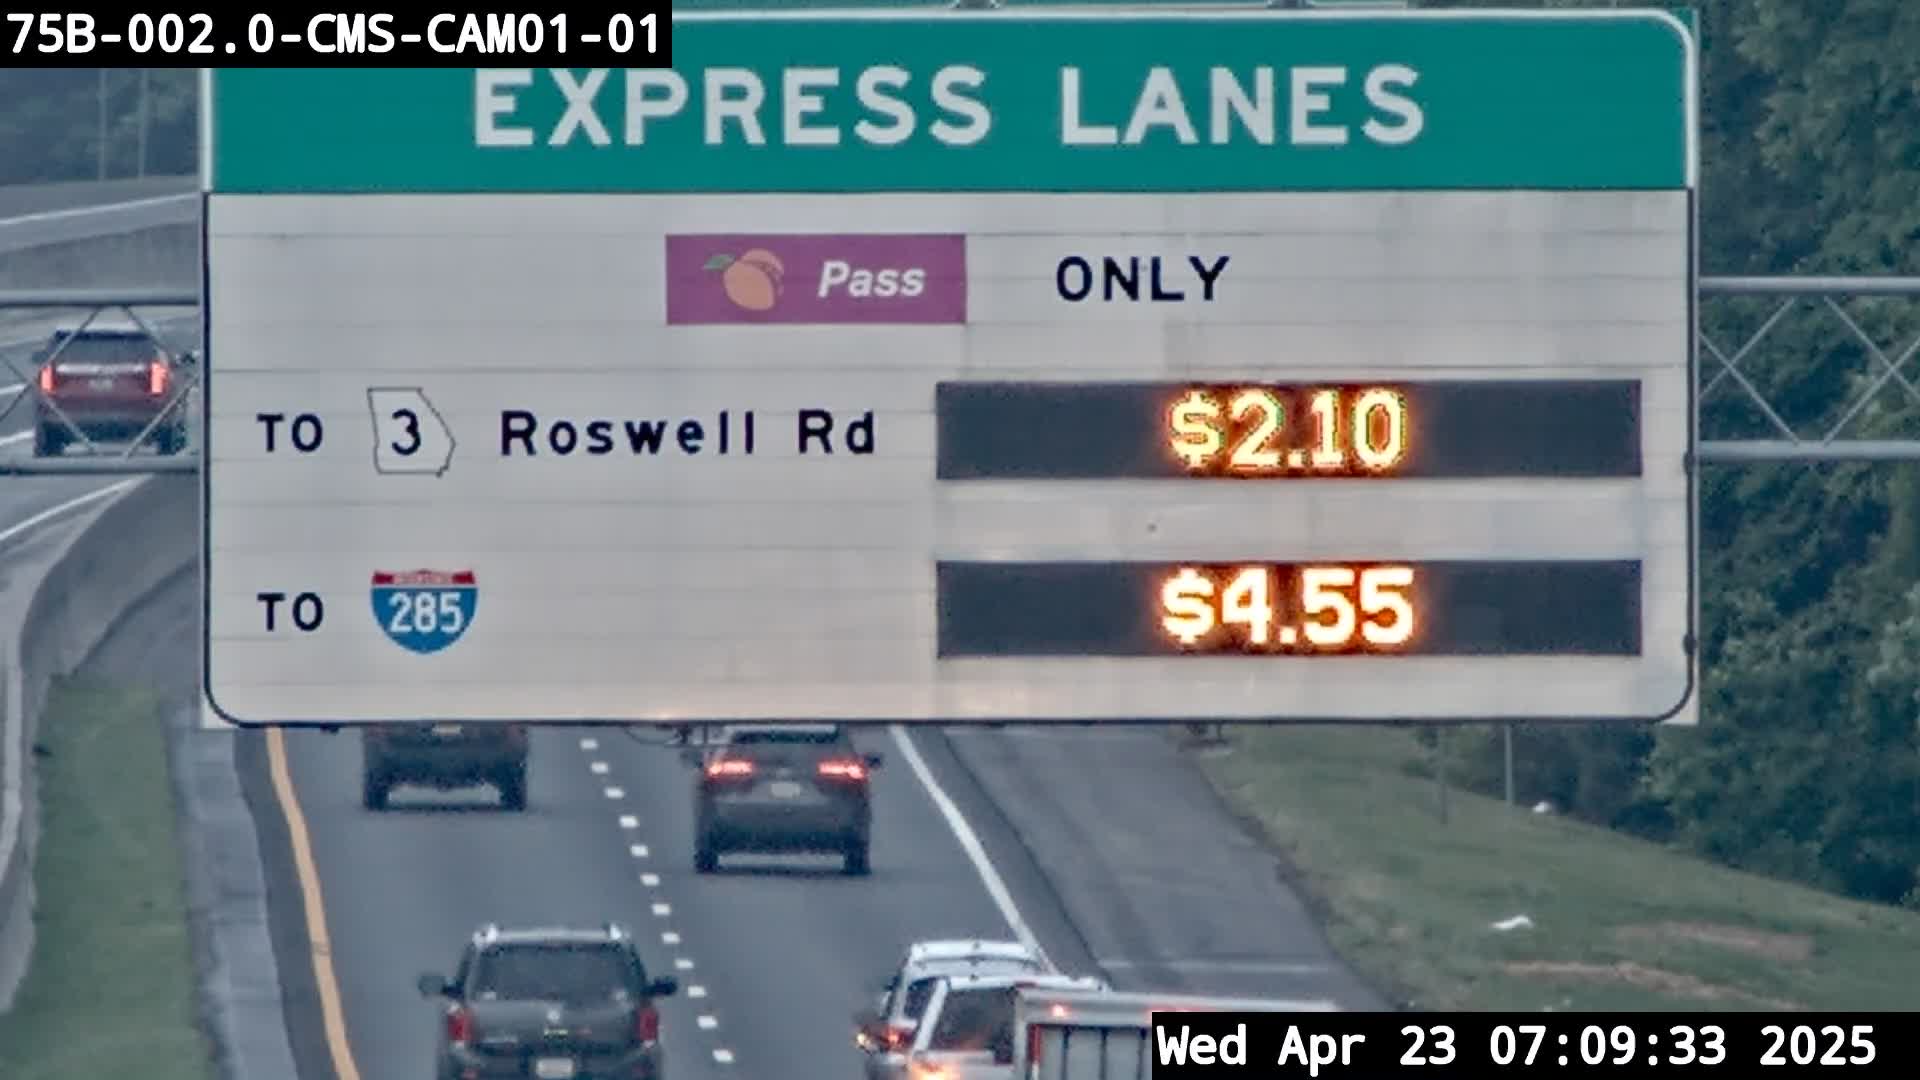 75B-002.0-CMS-CAM01-01
EXPRESS LANES
Pass ONLY
TO 3 Roswell Rd $2.10
TO 285 $4.55
Wed Apr 23 07:09:33 2025